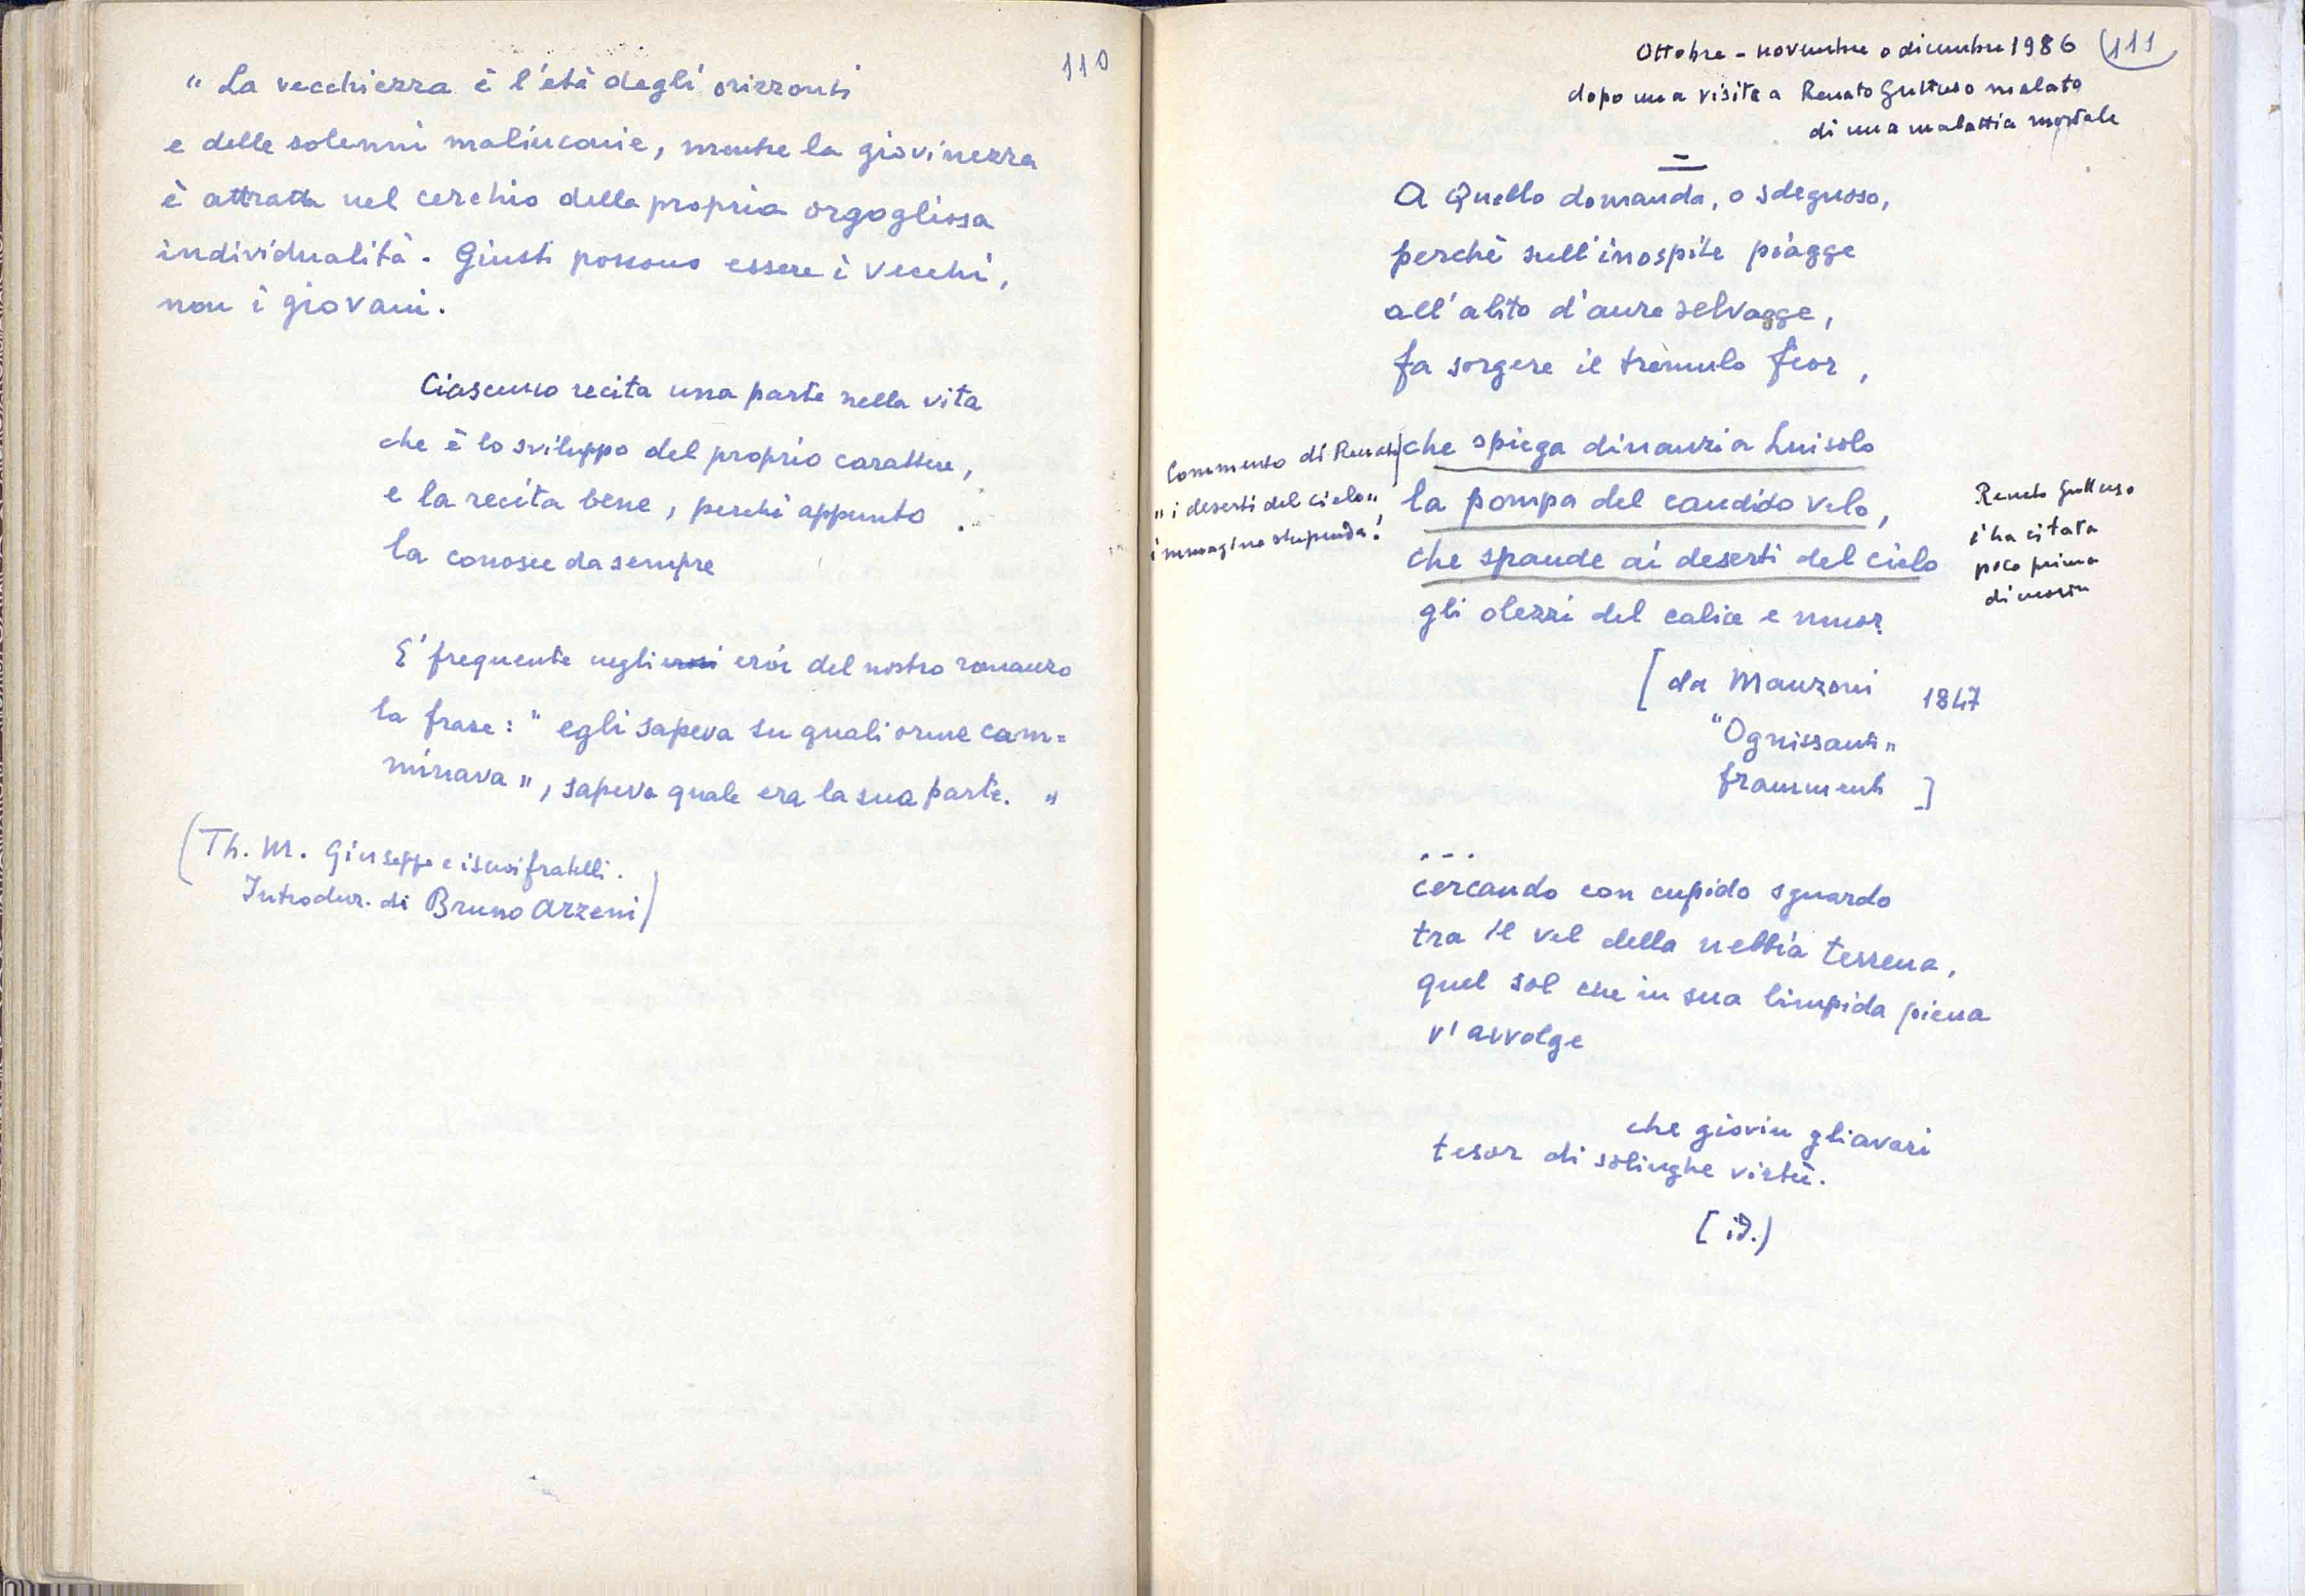 110
" La vecchiezza è l'età degli orizzonti
e delle solenni malinconie, mentre la giovinezza
è attratta nel cerchio della propria orgogliosa
individualità. Giusti possono essere i vecchi,
non i giovani.
Ciascuno recita una parte nella vita
che è lo sviluppo del proprio carattere,
e la recita bene, perché appunto
la conosce da sempre
E' frequente negli eroi del nostro romanzo
la frase: " egli sapeva su quali orme cam=
minava ", sapeva quale era la sua parte. "
(Th. M. Giuseppe e i suoi fratelli.
Introduz. di Bruno Arzeni)
Ottobre - novembre o dicembre 1986 (111
dopo una visita a Renato Guttuso malato
di una malattia mortale
A Quello domanda, o sdegnoso,
perchè sull'inospite piagge
all'alito d'aure selvagge,
fa sorgere il tremulo fior,
che spiega dinanzi a Lui solo
la pompa del candido velo,
che spande ai deserti del cielo
gli olezzi del calice e muor.
Commento di Renato
" i deserti del cielo "
immagine stupenda!
Renato Guttuso
l'ha citata
poco prima
di morire
[ da Manzoni 1847
"Ognissanti "
frammenti ]
...
cercando con cupido sguardo
tra il vel della nebbia terrena,
quel sol che in sua limpida piena
v'avvolge
che giovin gli avari
tesor di solinghe virtù.
[ id.)